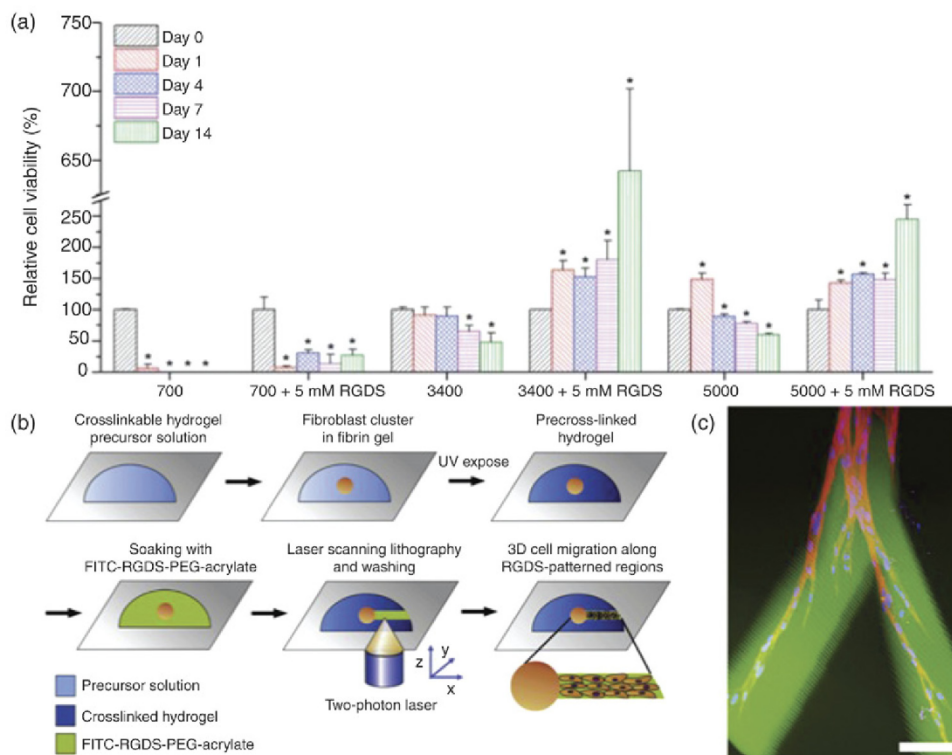 (a)
750
700
650
250
200
150
100
50
0
Relative cell viability (%)
Day 0
Day 1
Day 4
Day 7
Day 14
* * * *
* * * *
* *
* * * *
* * * *
* * * *
700
700 + 5 mM RGDS
3400
3400 + 5 mM RGDS
5000
5000 + 5 mM RGDS
(b)
Crosslinkable hydrogel
precursor solution
Fibroblast cluster
in fibrin gel
UV expose
Precross-linked
hydrogel
Soaking with
FITC-RGDS-PEG-acrylate
Laser scanning lithography
and washing
3D cell migration along
RGDS-patterned regions
z
y
x
Two-photon laser
Precursor solution
Crosslinked hydrogel
FITC-RGDS-PEG-acrylate
(c)